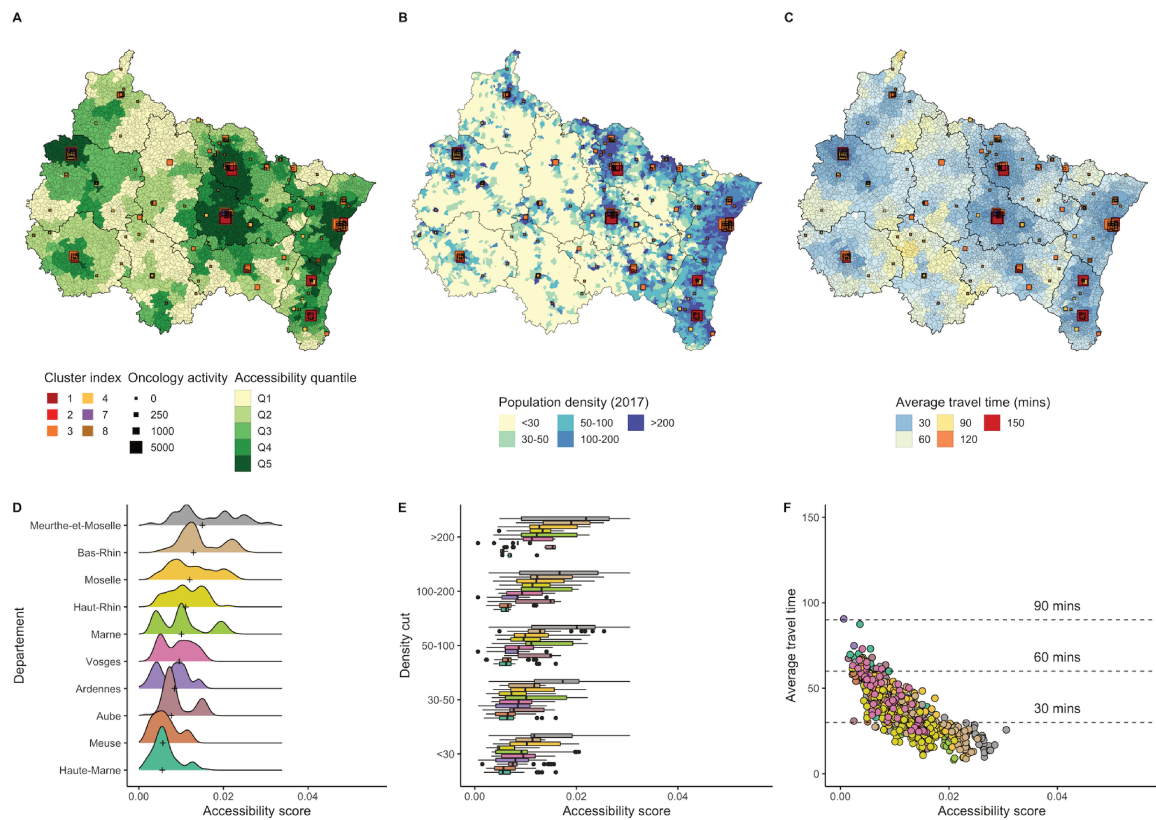 A
B
C
Cluster index
1
4
2
7
3
8
Oncology activity
0
250
1000
5000
Accessibility quantile
Q1
Q2
Q3
Q4
Q5
Population density (2017)
<30
50-100
>200
30-50
100-200
Average travel time (mins)
30
90
150
60
120
D
Departement
Meurthe-et-Moselle
Bas-Rhin
Moselle
Haut-Rhin
Marne
Vosges
Ardennes
Aube
Meuse
Haute-Marne
0.00
0.02
0.04
Accessibility score
E
Density cut
>200
100-200
50-100
30-50
<30
0.00
0.02
0.04
Accessibility score
F
Average travel time
150
100
50
0
90 mins
60 mins
30 mins
0.00
0.02
0.04
Accessibility score